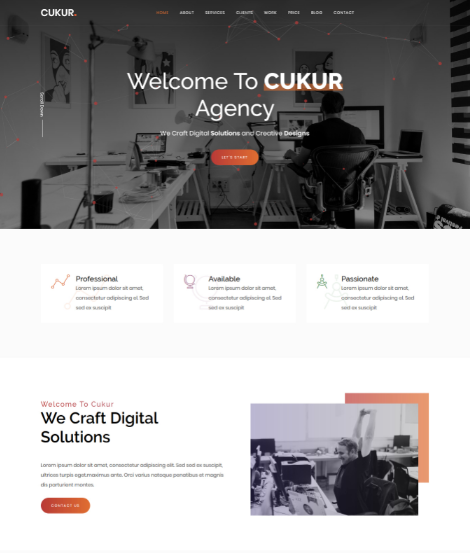 CUKUR.
HOME ABOUT SERVICES CLIENTS WORK PRICE BLOG CONTACT
Scroll Down
Welcome To CUKUR
Agency
We Craft Digital Solutions and Creative Designs
LET'S START
Professional
Lorem ipsum dolor sit amet,
consectetur adipiscing el Sed
sed ex suscipit
Available
Lorem ipsum dolor sit amet,
consectetur adipiscing el Sed
sed ex suscipit
Passionate
Lorem ipsum dolor sit amet,
consectetur adipiscing el Sed
sed ex suscipit
Welcome To Cukur
We Craft Digital
Solutions
Lorem ipsum dolor sit amet, consectetur adipiscing elit. Sed ex suscipit,
ultrices turpis eget,maximus ante. Orci varius natoque penatibus et magnis
dis parturient montes.
CONTACT US